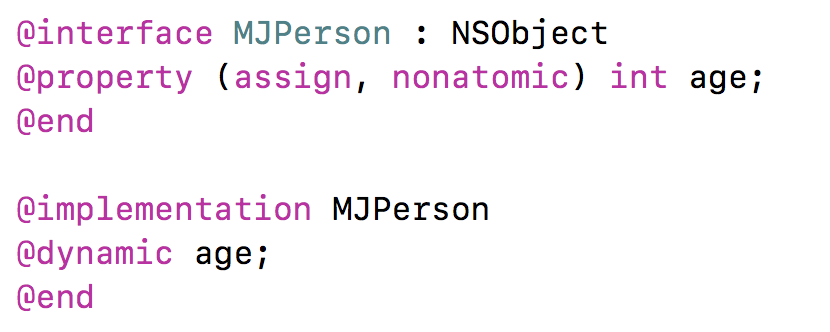 @interface MJPerson : NSObject
@property (assign, nonatomic) int age;
@end
@implementation MJPerson
@dynamic age;
@end